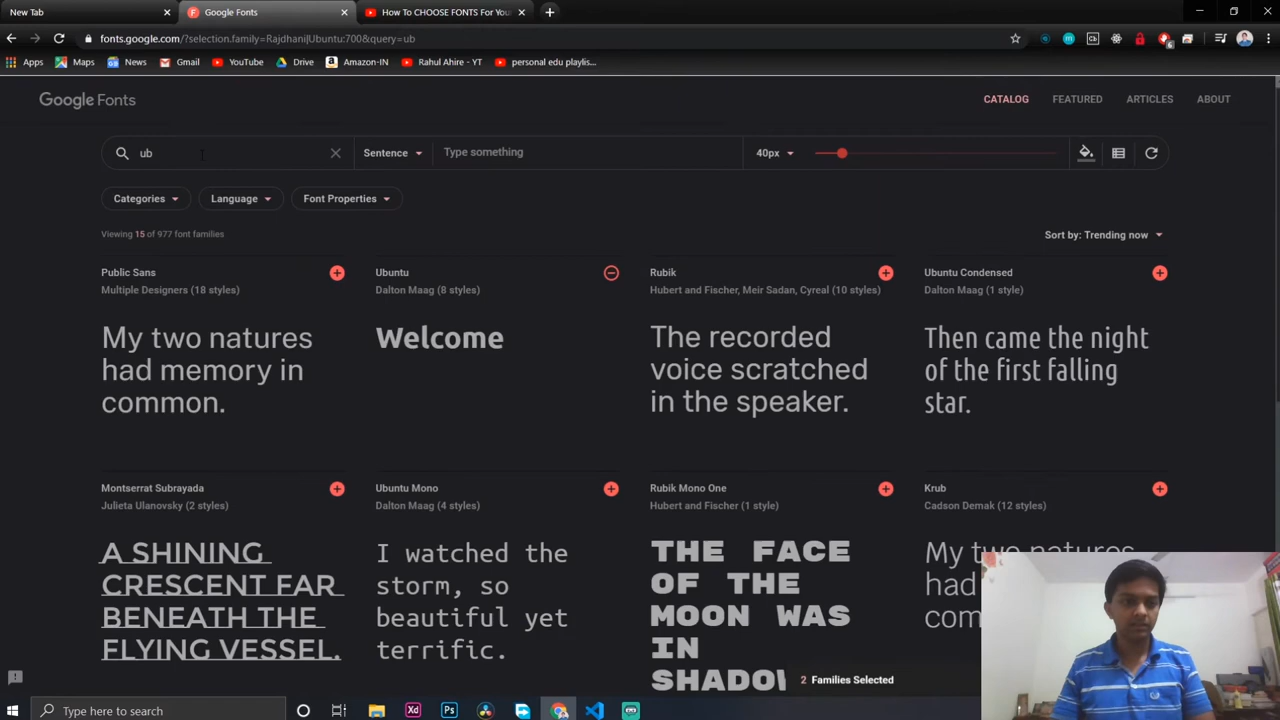 New Tab
Google Fonts
How To CHOOSE FONTS For You
fonts.google.com/?selection.family=Rajdhani|Ubuntu:700&query=ub
Apps
Maps
News
Gmail
YouTube
Drive
Amazon-IN
Rahul Ahire - YT
personal edu playlis...
Google Fonts
CATALOG
FEATURED
ARTICLES
ABOUT
ub
Sentence
Type something
40px
Categories
Language
Font Properties
Viewing 15 of 977 font families
Sort by: Trending now
Public Sans
Multiple Designers (18 styles)
My two natures
had memory in
common.
Ubuntu
Dalton Maag (8 styles)
Welcome
Rubik
Hubert and Fischer, Meir Sadan, Cyreal (10 styles)
The recorded
voice scratched
in the speaker.
Ubuntu Condensed
Dalton Maag (1 style)
Then came the night
of the first falling
star.
Montserrat Subrayada
Julieta Ulanovsky (2 styles)
A SHINING
CRESCENT FAR
BENEATH THE
FLYING VESSEL.
Ubuntu Mono
Dalton Maag (4 styles)
I watched the
storm, so
beautiful yet
terrific.
Rubik Mono One
Hubert and Fischer (1 style)
THE FACE
OF THE
MOON WAS
IN
SHADOW
Krub
Cadson Demak (12 styles)
My two natures
had
com
2 Families Selected
Type here to search